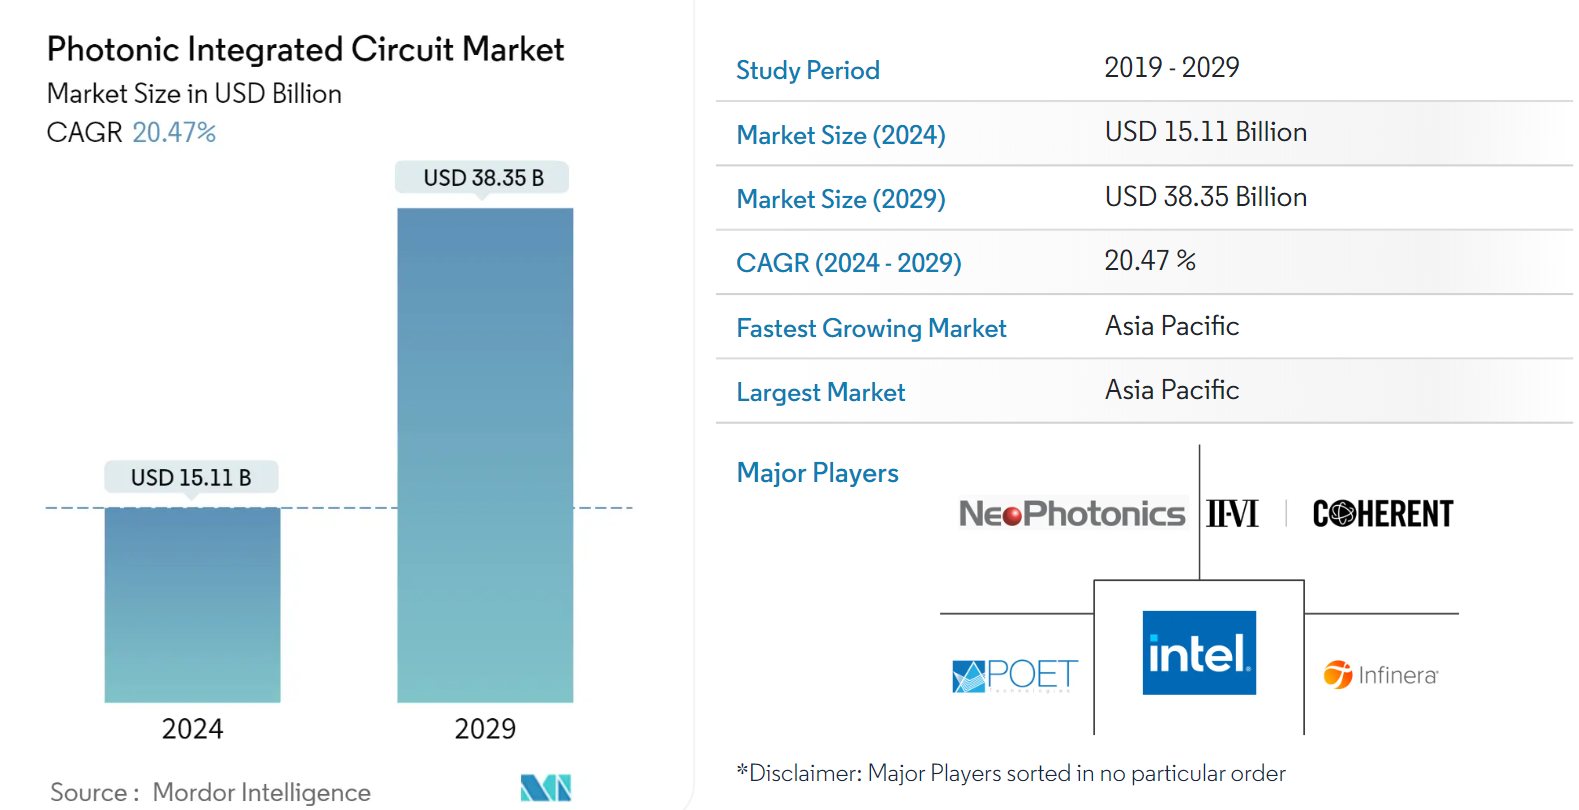 Photonic Integrated Circuit Market
Market Size in USD Billion
CAGR 20.47%
USD 38.35 B
USD 15.11 B
2024
2029
Source : Mordor Intelligence
Study Period 2019 - 2029
Market Size (2024) USD 15.11 Billion
Market Size (2029) USD 38.35 Billion
CAGR (2024 - 2029) 20.47 %
Fastest Growing Market Asia Pacific
Largest Market Asia Pacific
Major Players
NeoPhotonics
II-VI | COHERENT
POET
Technologies
intel.
Infinera
*Disclaimer: Major Players sorted in no particular order